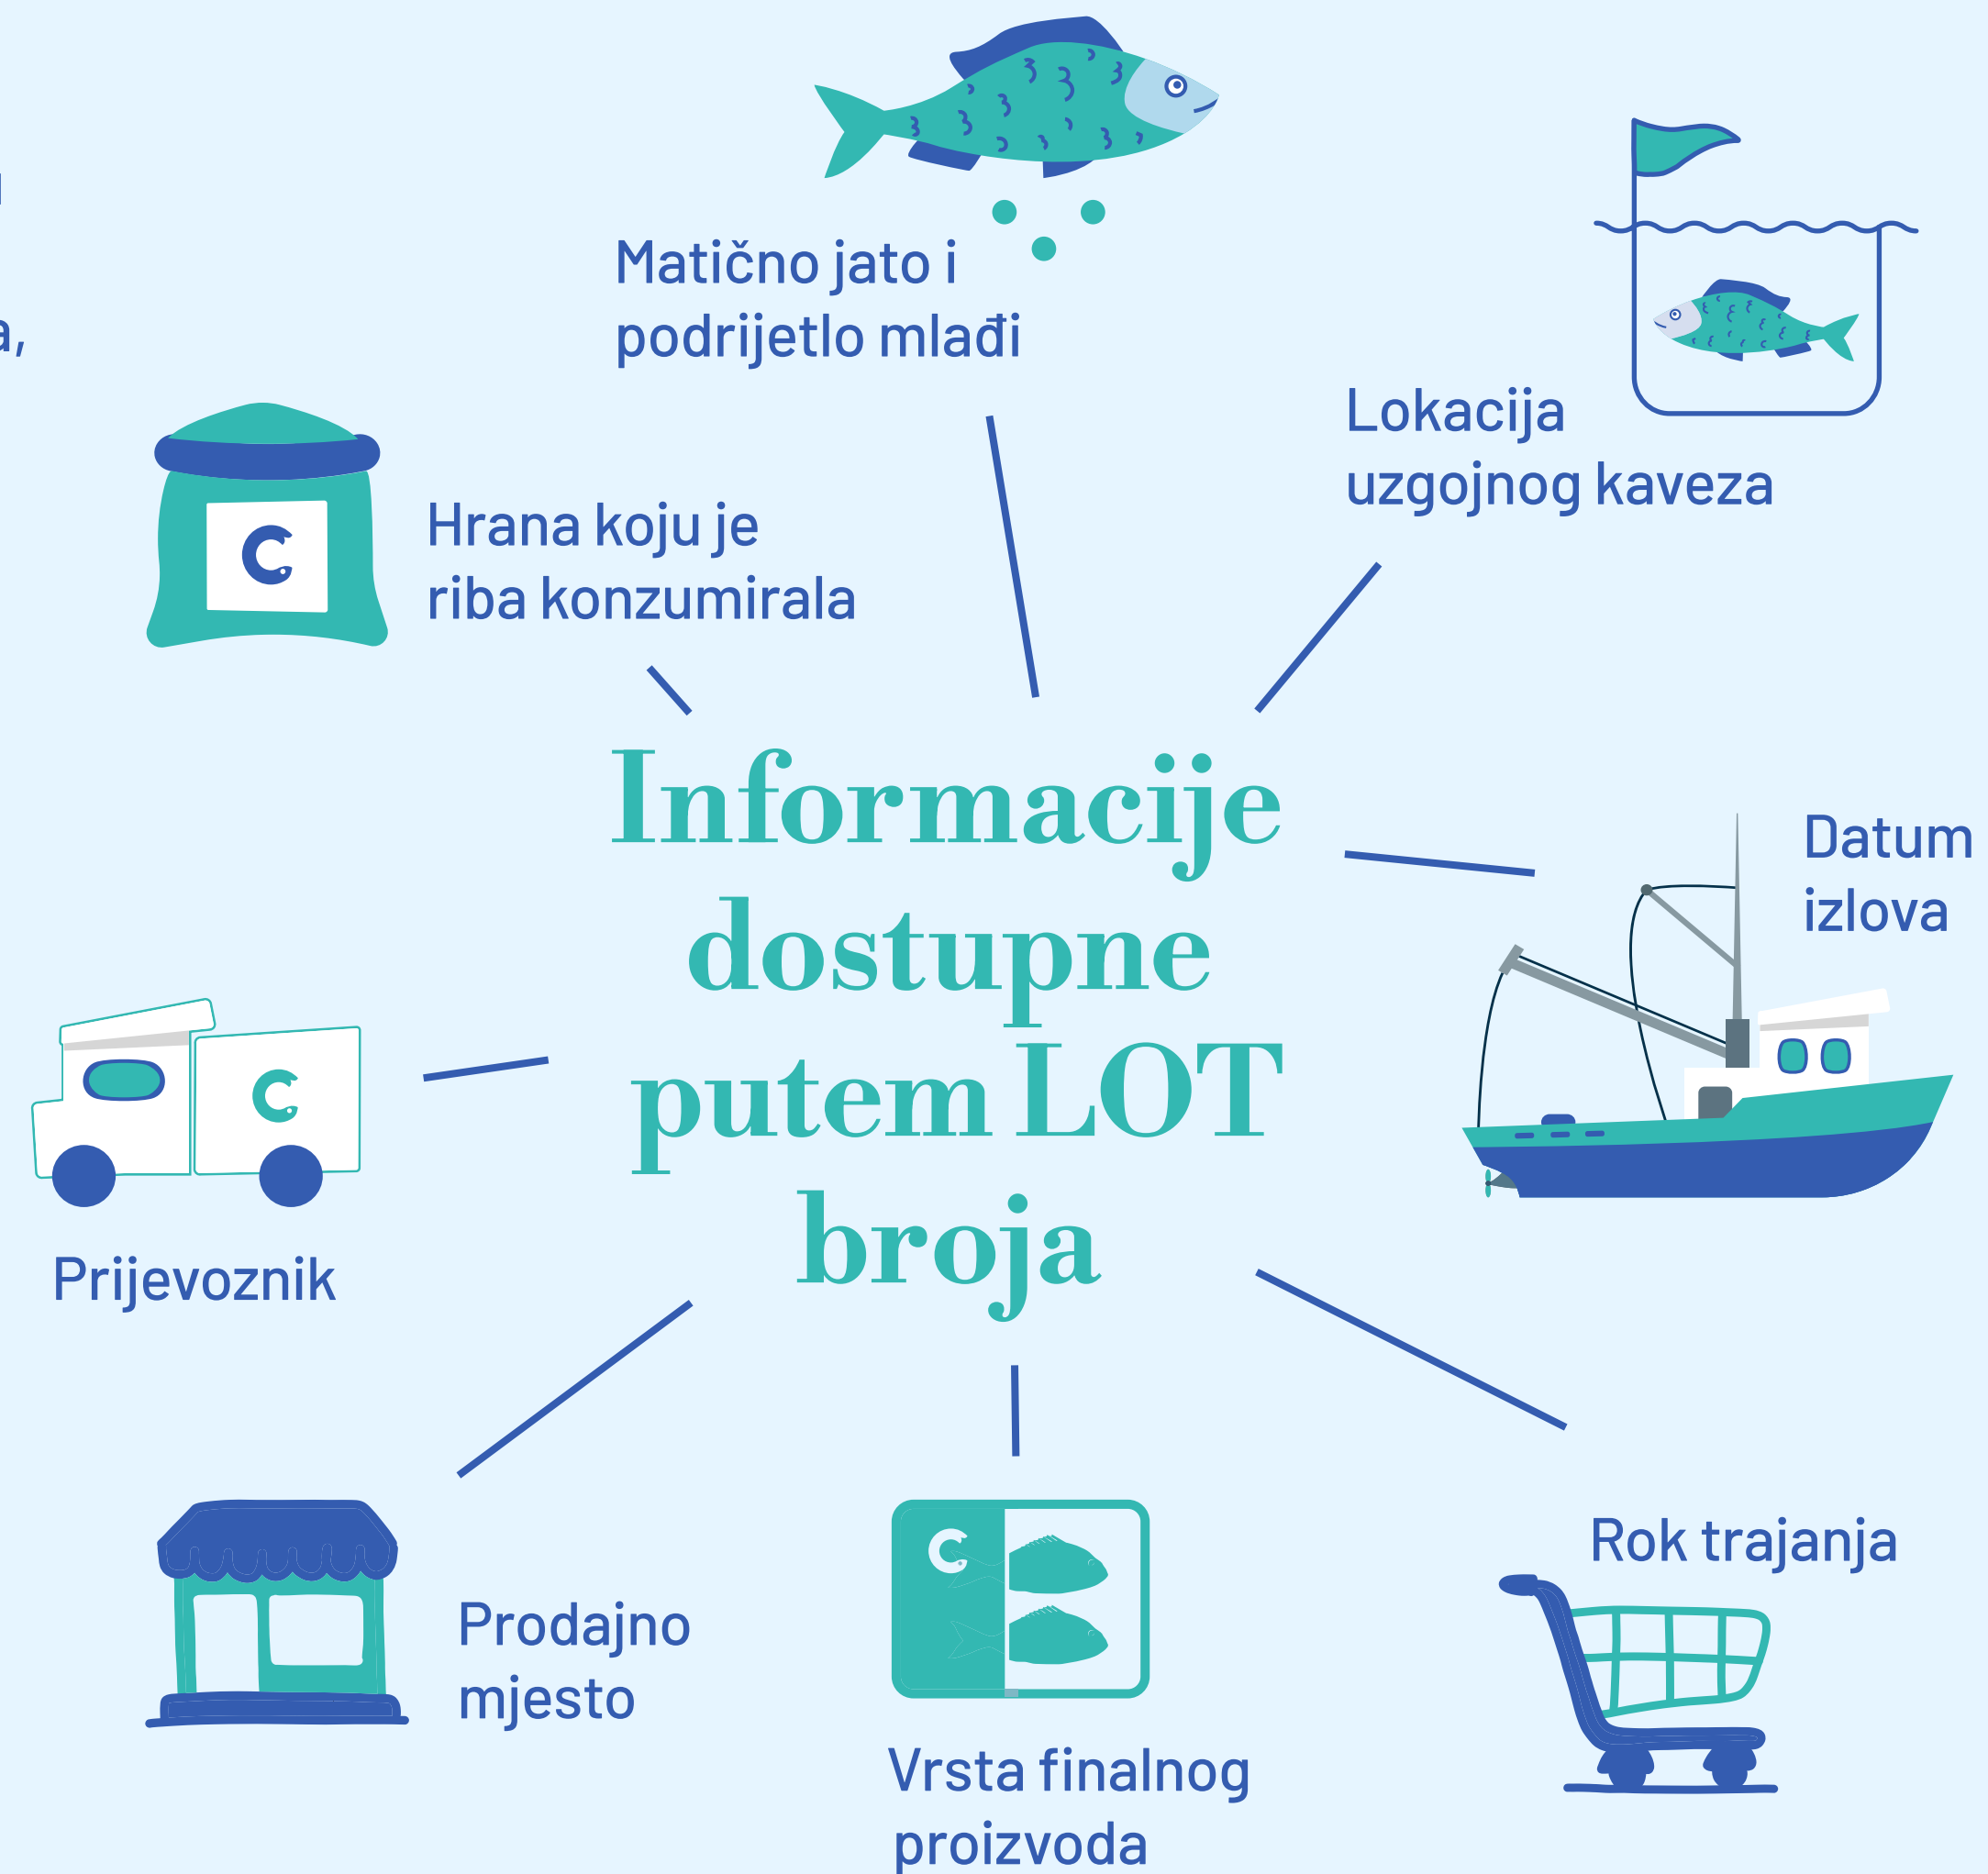 Matično jato i
podrijetlo mlađi
Lokacija
uzgojnog kaveza
Hrana koju je
riba konzumirala
Informacije
dostupne
putem LOT
broja
Datum
izlova
Prijevoznik
Rok trajanja
Prodajno
mjesto
Vrsta finalnog
proizvoda